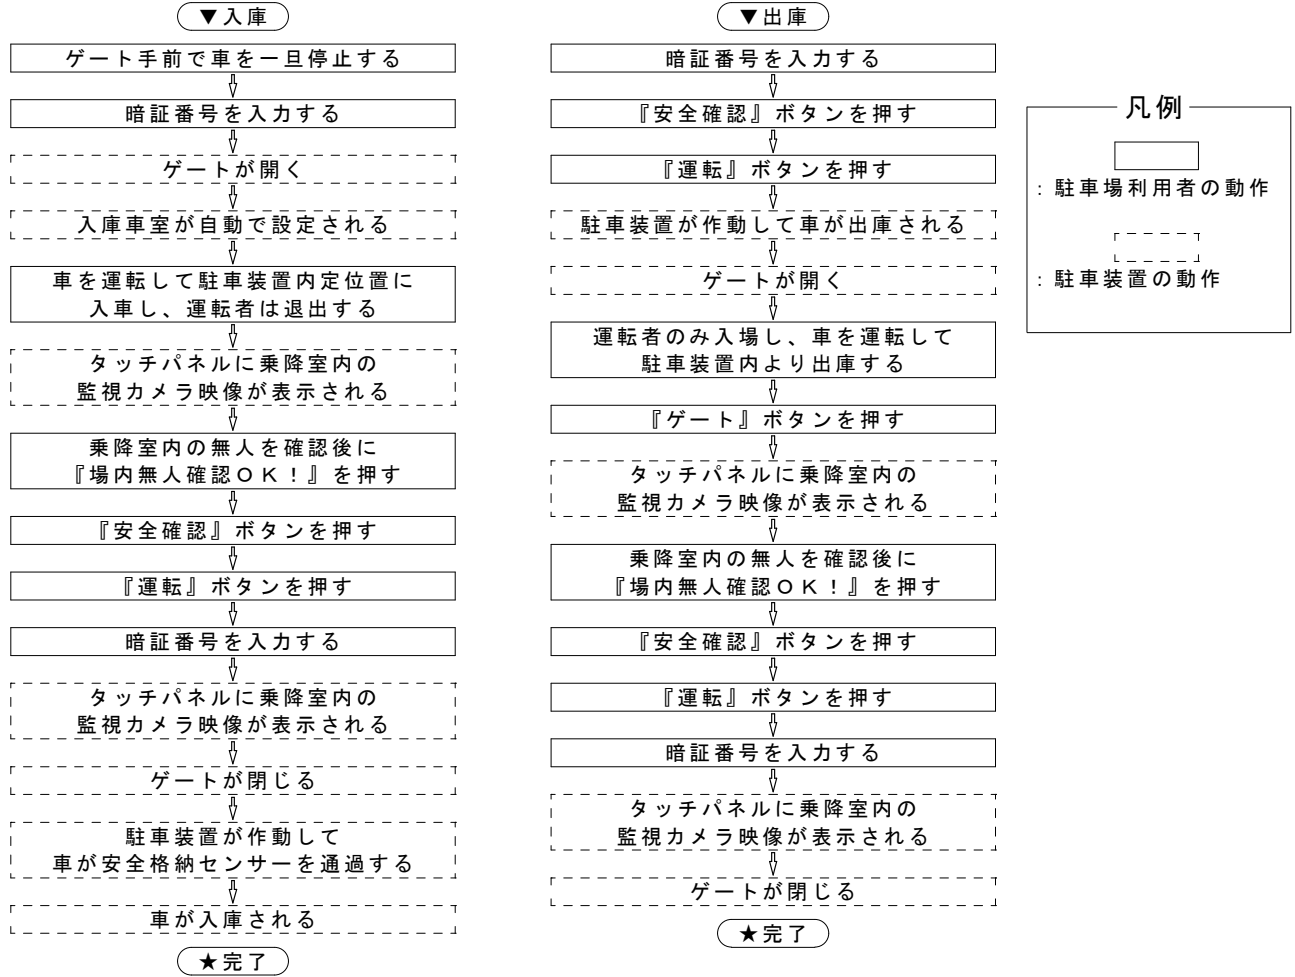 ▼入庫
ゲート手前で車を一旦停止する
暗証番号を入力する
ゲートが開く
入庫車室が自動で設定される
車を運転して駐車装置内定位置に
入車し、運転者は退出する
タッチパネルに乗降室内の
監視カメラ映像が表示される
乗降室内の無人を確認後に
『場内無人確認ＯＫ！』を押す
『安全確認』ボタンを押す
『運転』ボタンを押す
暗証番号を入力する
タッチパネルに乗降室内の
監視カメラ映像が表示される
ゲートが閉じる
駐車装置が作動して
車が安全格納センサーを通過する
車が入庫される
★完了
▼出庫
暗証番号を入力する
『安全確認』ボタンを押す
『運転』ボタンを押す
駐車装置が作動して車が出庫される
ゲートが開く
運転者のみ入場し、車を運転して
駐車装置内より出庫する
『ゲート』ボタンを押す
タッチパネルに乗降室内の
監視カメラ映像が表示される
乗降室内の無人を確認後に
『場内無人確認ＯＫ！』を押す
『安全確認』ボタンを押す
『運転』ボタンを押す
暗証番号を入力する
タッチパネルに乗降室内の
監視カメラ映像が表示される
ゲートが閉じる
★完了
凡例
：駐車場利用者の動作
：駐車装置の動作